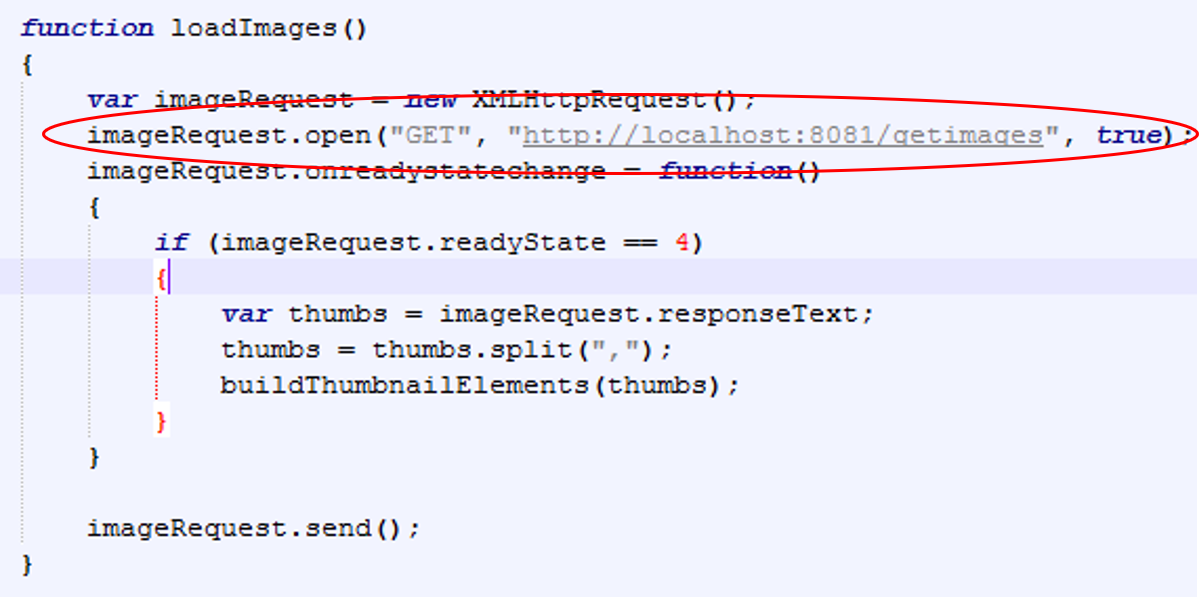 function loadImages()
{
var imageRequest = new XMLHttpRequest();
imageRequest.open("GET", "http://localhost:8081/getimages", true);
imageRequest.onreadystatechange = function()
{
if (imageRequest.readyState == 4)
{
var thumbs = imageRequest.responseText;
thumbs = thumbs.split(",");
buildThumbnailElements(thumbs);
}
}
imageRequest.send();
}